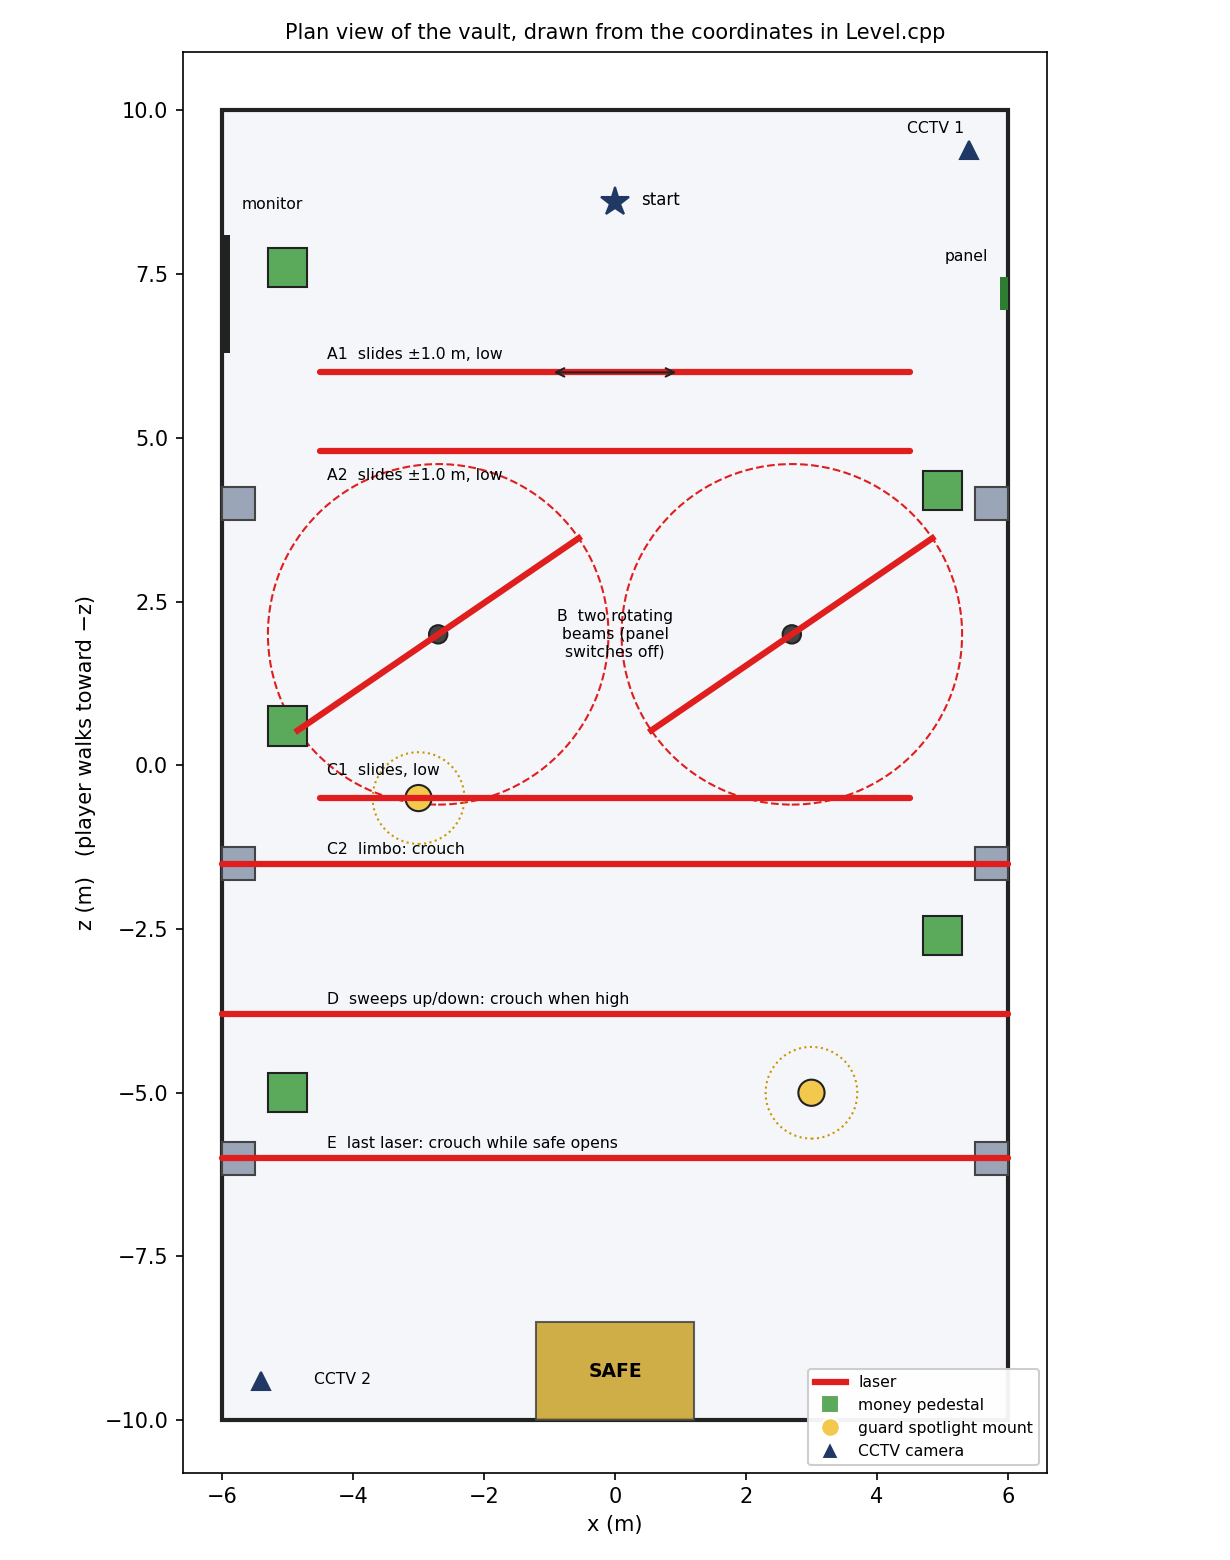 Plan view of the vault, drawn from the coordinates in Level.cpp
10.0
CCTV 1
start
monitor
panel
7.5
A1  slides ±1.0 m, low
5.0
A2  slides ±1.0 m, low
2.5
B  two rotating
beams (panel
switches off)
0.0
C1  slides, low
C2  limbo: crouch
−2.5
D  sweeps up/down: crouch when high
−5.0
E  last laser: crouch while safe opens
−7.5
SAFE
CCTV 2
−10.0
laser
money pedestal
guard spotlight mount
CCTV camera
−6
−4
−2
0
2
4
6
x (m)
z (m)   (player walks toward −z)